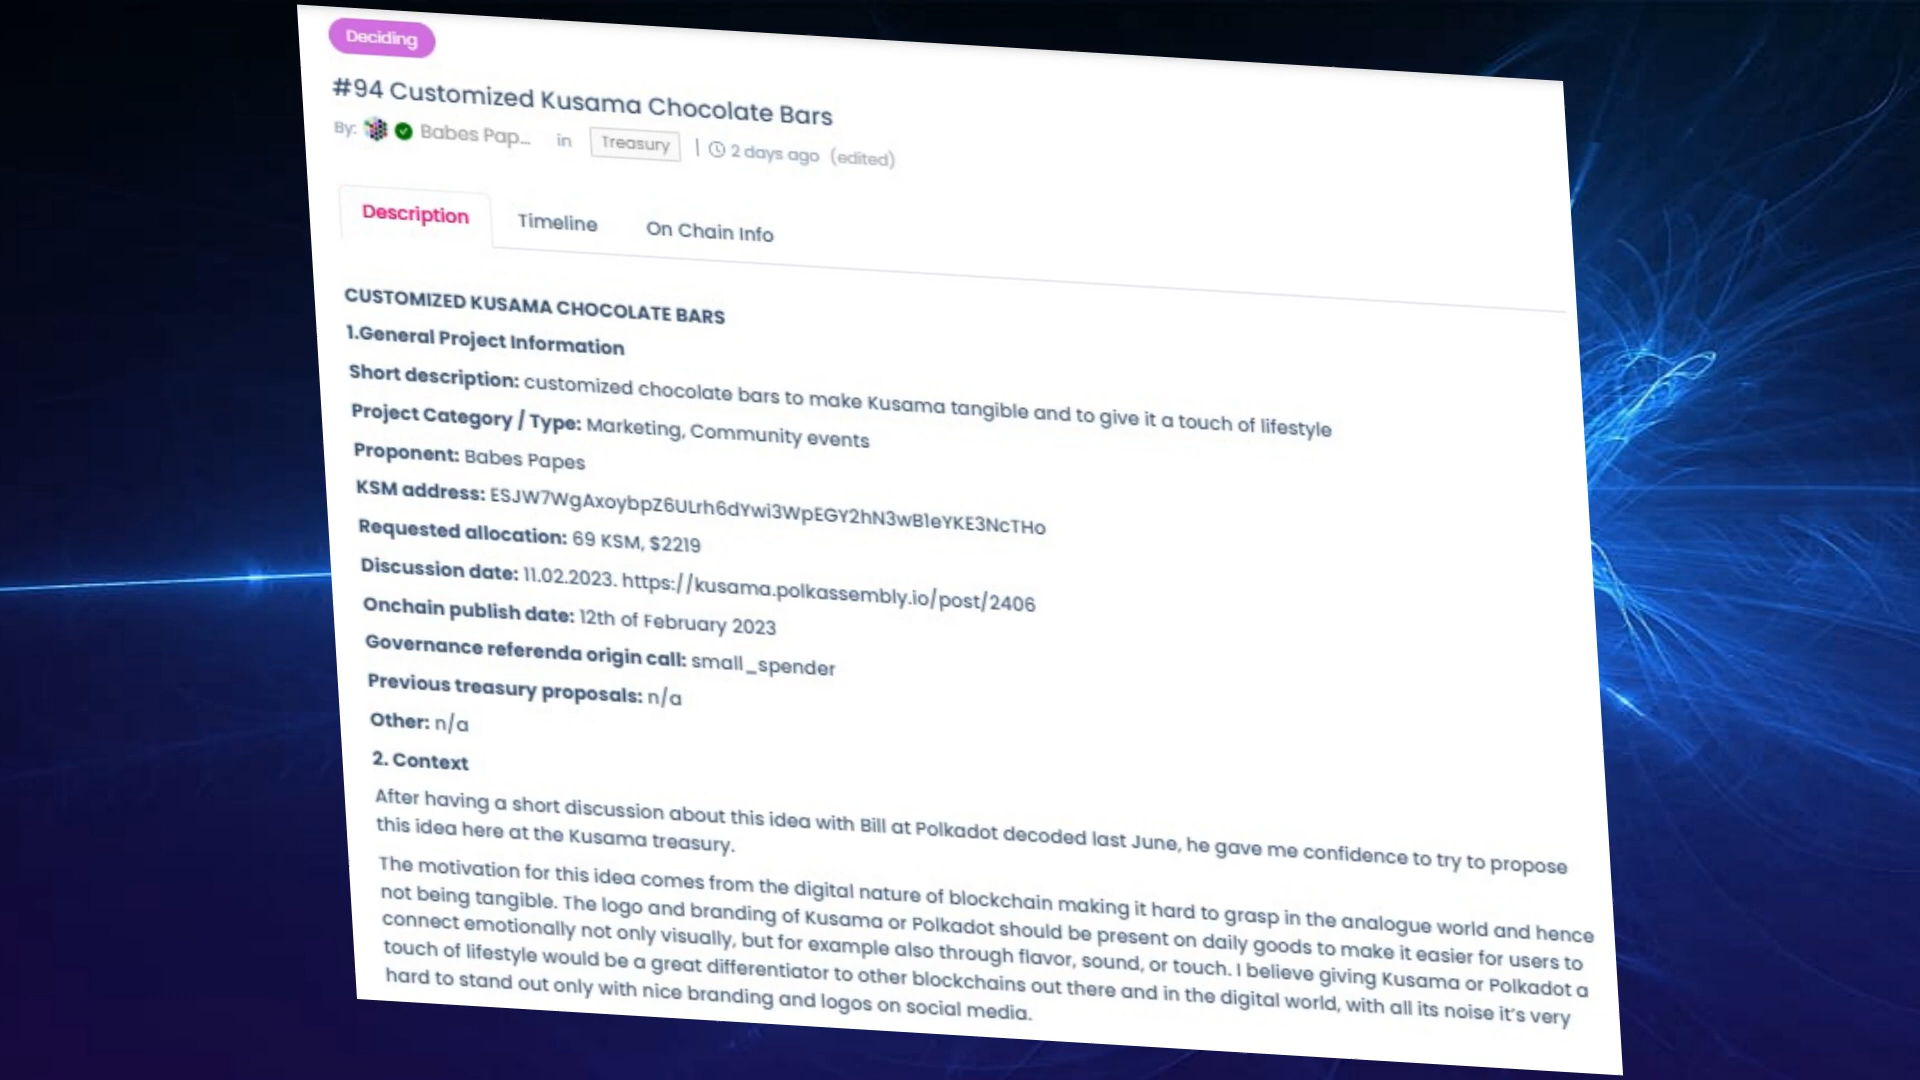 Deciding
#94 Customized Kusama Chocolate Bars
By: Babes Pap... in Treasury | 2 days ago (edited)
Description Timeline On Chain Info
CUSTOMIZED KUSAMA CHOCOLATE BARS
1.General Project Information
Short description: customized chocolate bars to make Kusama tangible and to give it a touch of lifestyle
Project Category / Type: Marketing, Community events
Proponent: Babes Papes
KSM address: ESJW7WgAxoybpZ6ULrh6dYwi3WpEGY2hN3wB1eYKE3NcTHo
Requested allocation: 69 KSM, $2219
Discussion date: 11.02.2023. https://kusama.polkassembly.io/post/2406
Onchain publish date: 12th of February 2023
Governance referenda origin call: small_spender
Previous treasury proposals: n/a
Other: n/a
2. Context
After having a short discussion about this idea with Bill at Polkadot decoded last June, he gave me confidence to try to propose
this idea here at the Kusama treasury.
The motivation for this idea comes from the digital nature of blockchain making it hard to grasp in the analogue world and hence
not being tangible. The logo and branding of Kusama or Polkadot should be present on daily goods to make it easier for users to
connect emotionally not only visually, but for example also through flavor, sound, or touch. I believe giving Kusama or Polkadot a
touch of lifestyle would be a great differentiator to other blockchains out there and in the digital world, with all its noise it's very
hard to stand out only with nice branding and logos on social media.